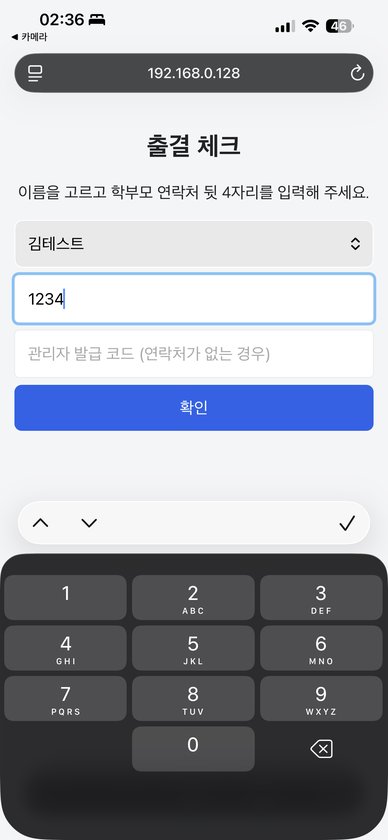 02:36
46
◀ 카메라
192.168.0.128
출결 체크
이름을 고르고 학부모 연락처 뒷 4자리를 입력해 주세요.
김테스트
1234
관리자 발급 코드 (연락처가 없는 경우)
확인
1
2
ABC
3
DEF
4
GHI
5
JKL
6
MNO
7
PQRS
8
TUV
9
WXYZ
0